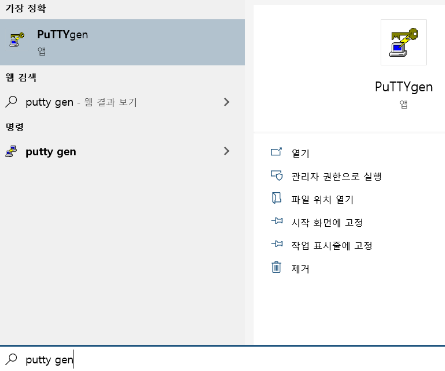 가장 정확
PuTTYgen
앱
웹 검색
putty gen - 웹 결과 보기
명령
putty gen
PuTTYgen
앱
열기
관리자 권한으로 실행
파일 위치 열기
시작 화면에 고정
작업 표시줄에 고정
제거
putty gen